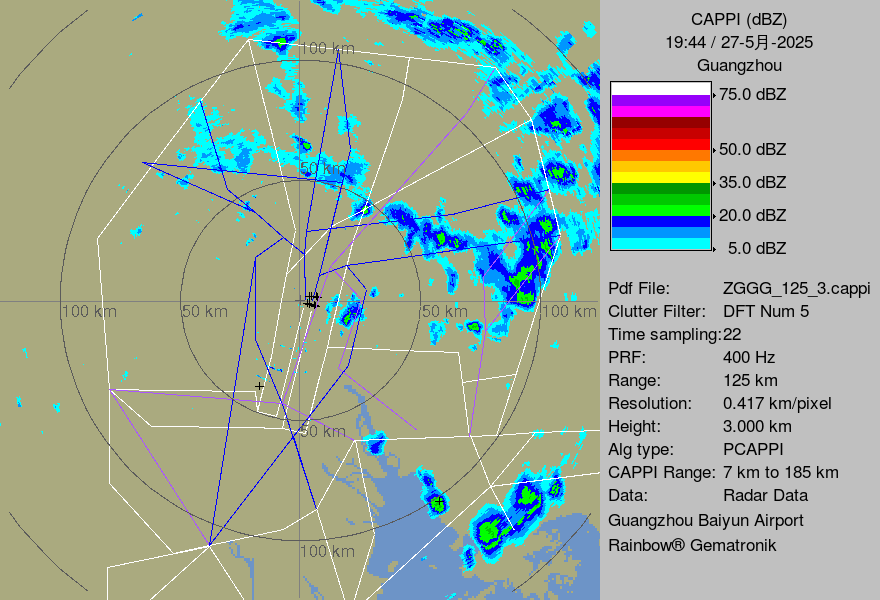 CAPPI (dBZ)
19:44 / 27-5月-2025
Guangzhou
75.0 dBZ
50.0 dBZ
35.0 dBZ
20.0 dBZ
5.0 dBZ
Pdf File: ZGGG_125_3.cappi
Clutter Filter: DFT Num 5
Time sampling:22
PRF: 400 Hz
Range: 125 km
Resolution: 0.417 km/pixel
Height: 3.000 km
Alg type: PCAPPI
CAPPI Range: 7 km to 185 km
Data: Radar Data
Guangzhou Baiyun Airport
Rainbow® Gematronik
100 km
50 km
100 km
50 km
50 km
100 km
50 km
100 km